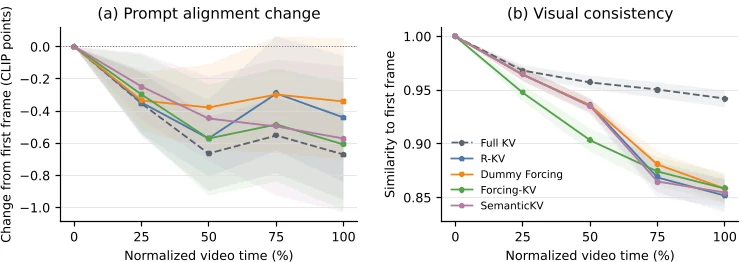 (a) Prompt alignment change
Change from first frame (CLIP points)
0.0
−0.2
−0.4
−0.6
−0.8
−1.0
0
25
50
75
100
Normalized video time (%)
(b) Visual consistency
Similarity to first frame
1.00
0.95
0.90
0.85
Full KV
R-KV
Dummy Forcing
Forcing-KV
SemanticKV
0
25
50
75
100
Normalized video time (%)